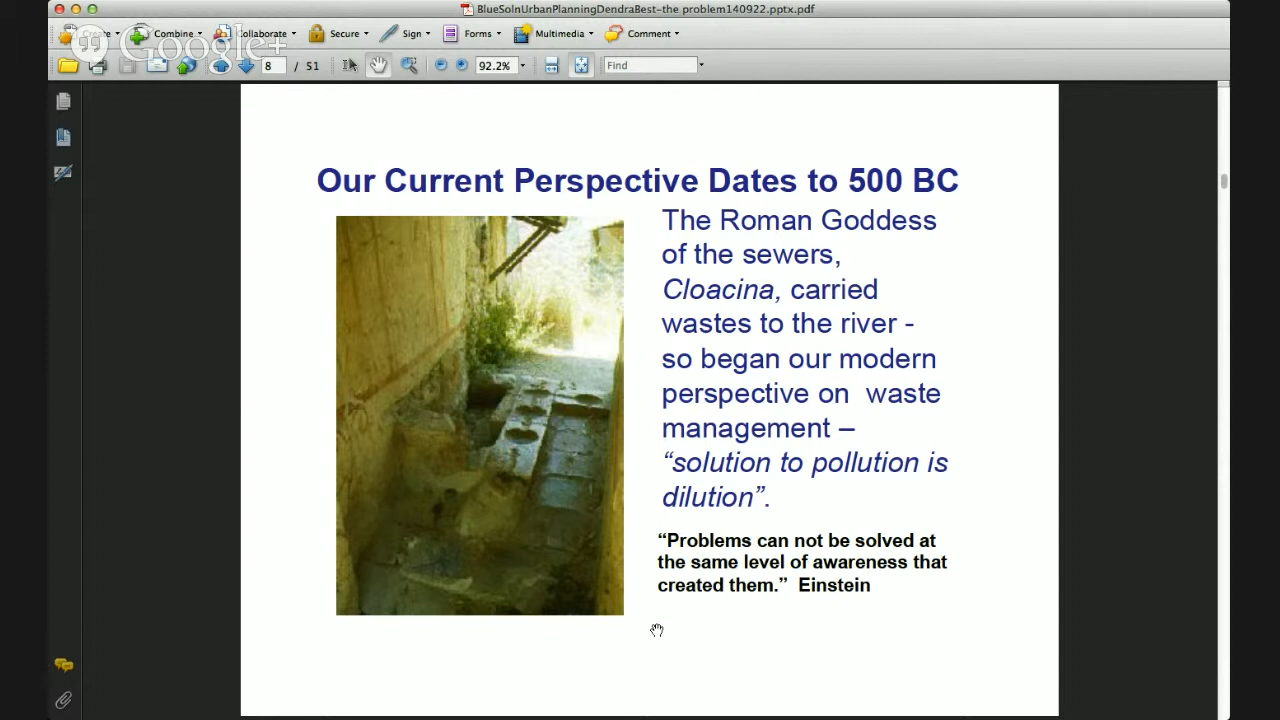 BlueSolnUrbanPlanningDendraBest-the problem140922.pptx.pdf
Create Combine Collaborate Secure Sign Forms Multimedia Comment
Google+
8 / 51 92.2% Find
Our Current Perspective Dates to 500 BC
The Roman Goddess
of the sewers,
Cloacina, carried
wastes to the river -
so began our modern
perspective on waste
management –
“solution to pollution is
dilution”.
“Problems can not be solved at
the same level of awareness that
created them.” Einstein